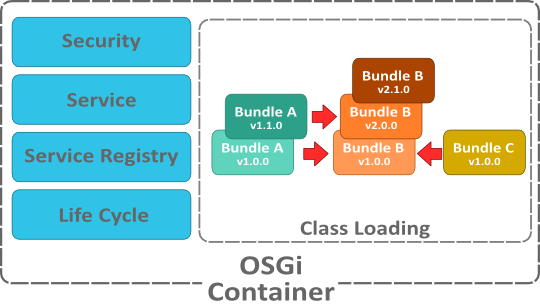 Security
Service
Service Registry
Life Cycle
Bundle B
v2.1.0
Bundle A
v1.1.0
Bundle B
v2.0.0
Bundle A
v1.0.0
Bundle B
v1.0.0
Bundle C
v1.0.0
Class Loading
OSGi
Container